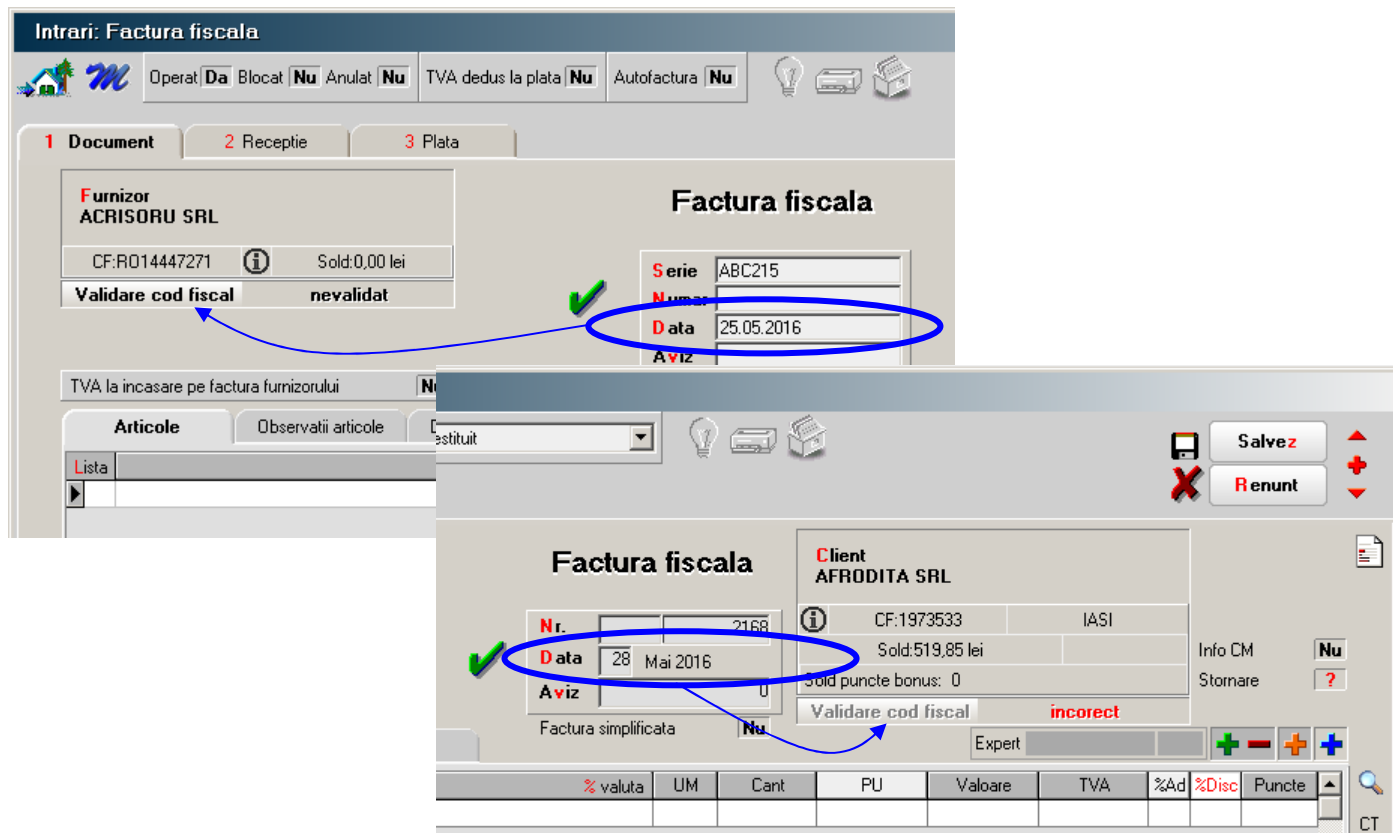 Intrari: Factura fiscala
Operat Da Blocat Nu Anulat Nu TVA dedus la plata Nu Autofactura Nu
1 Document 2 Receptie 3 Plata
Furnizor
ACRISORU SRL
CF:RO14447271 Sold:0,00 lei
Validare cod fiscal nevalidat
Factura fiscala
Serie ABC215
Numar
Data 25.05.2016
Aviz
TVA la incasare pe factura furnizorului
Articole Observatii articole
Lista
estituit
Salvez
Renunt
Factura fiscala
Nr. 2168
Data 28 Mai 2016
Aviz 0
Factura simplificata Nu
Client
AFRODITA SRL
CF:1973533 IASI
Sold:519,85 lei
Sold puncte bonus: 0
Validare cod fiscal incorect
Info CM Nu
Stornare ?
Expert
% valuta UM Cant PU Valoare TVA %Ad %Disc Puncte
CT